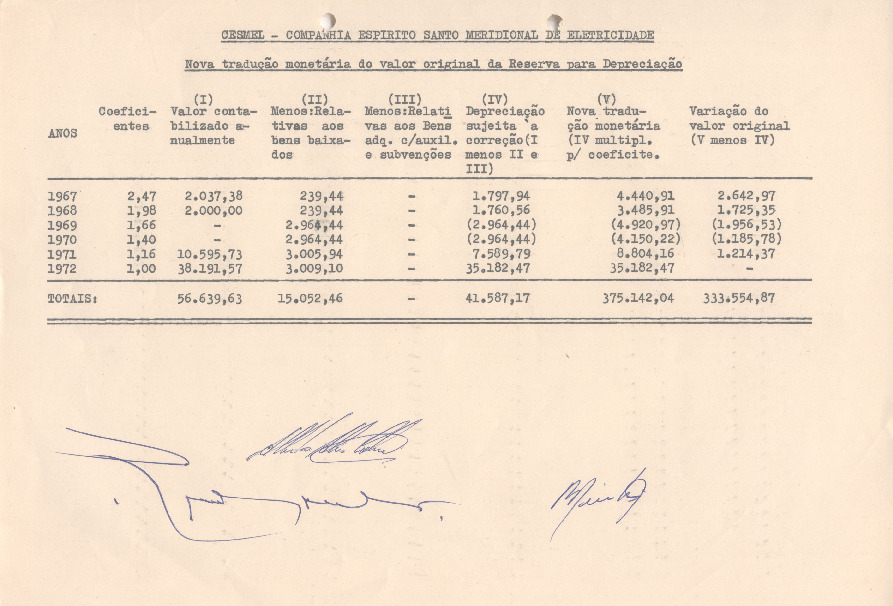 CESMEL - COMPANHIA ESPIRITO SANTO MERIDIONAL DE ELETRICIDADE
Nova tradução monetária do valor original da Reserva para Depreciação
(I) (II) (III) (IV) (V)
Coefici- Valor conta- Menos:Rela- Menos:Relati Depreciação Nova tradu- Variação do
entes bilizado a- tivas aos vas aos Bens sujeita `a ção monetária valor original
ANOS nualmente bens baixa- adq. c/auxil. correção(I (IV multipl. (V menos IV)
dos e subvenções menos II e p/ coeficite.
III)
1967 2,47 2.037,38 239,44 - 1.797,94 4.440,91 2.642,97
1968 1,98 2.000,00 239,44 - 1.760,56 3.485,91 1.725,35
1969 1,66 - 2.964,44 - (2.964,44) (4.920,97) (1.956,53)
1970 1,40 - 2.964,44 - (2.964,44) (4.150,22) (1.185,78)
1971 1,16 10.595,73 3.005,94 - 7.589,79 8.804,16 1.214,37
1972 1,00 38.191,57 3.009,10 - 35.182,47 35.182,47 -
TOTAIS: 56.639,63 15.052,46 - 41.587,17 375.142,04 333.554,87